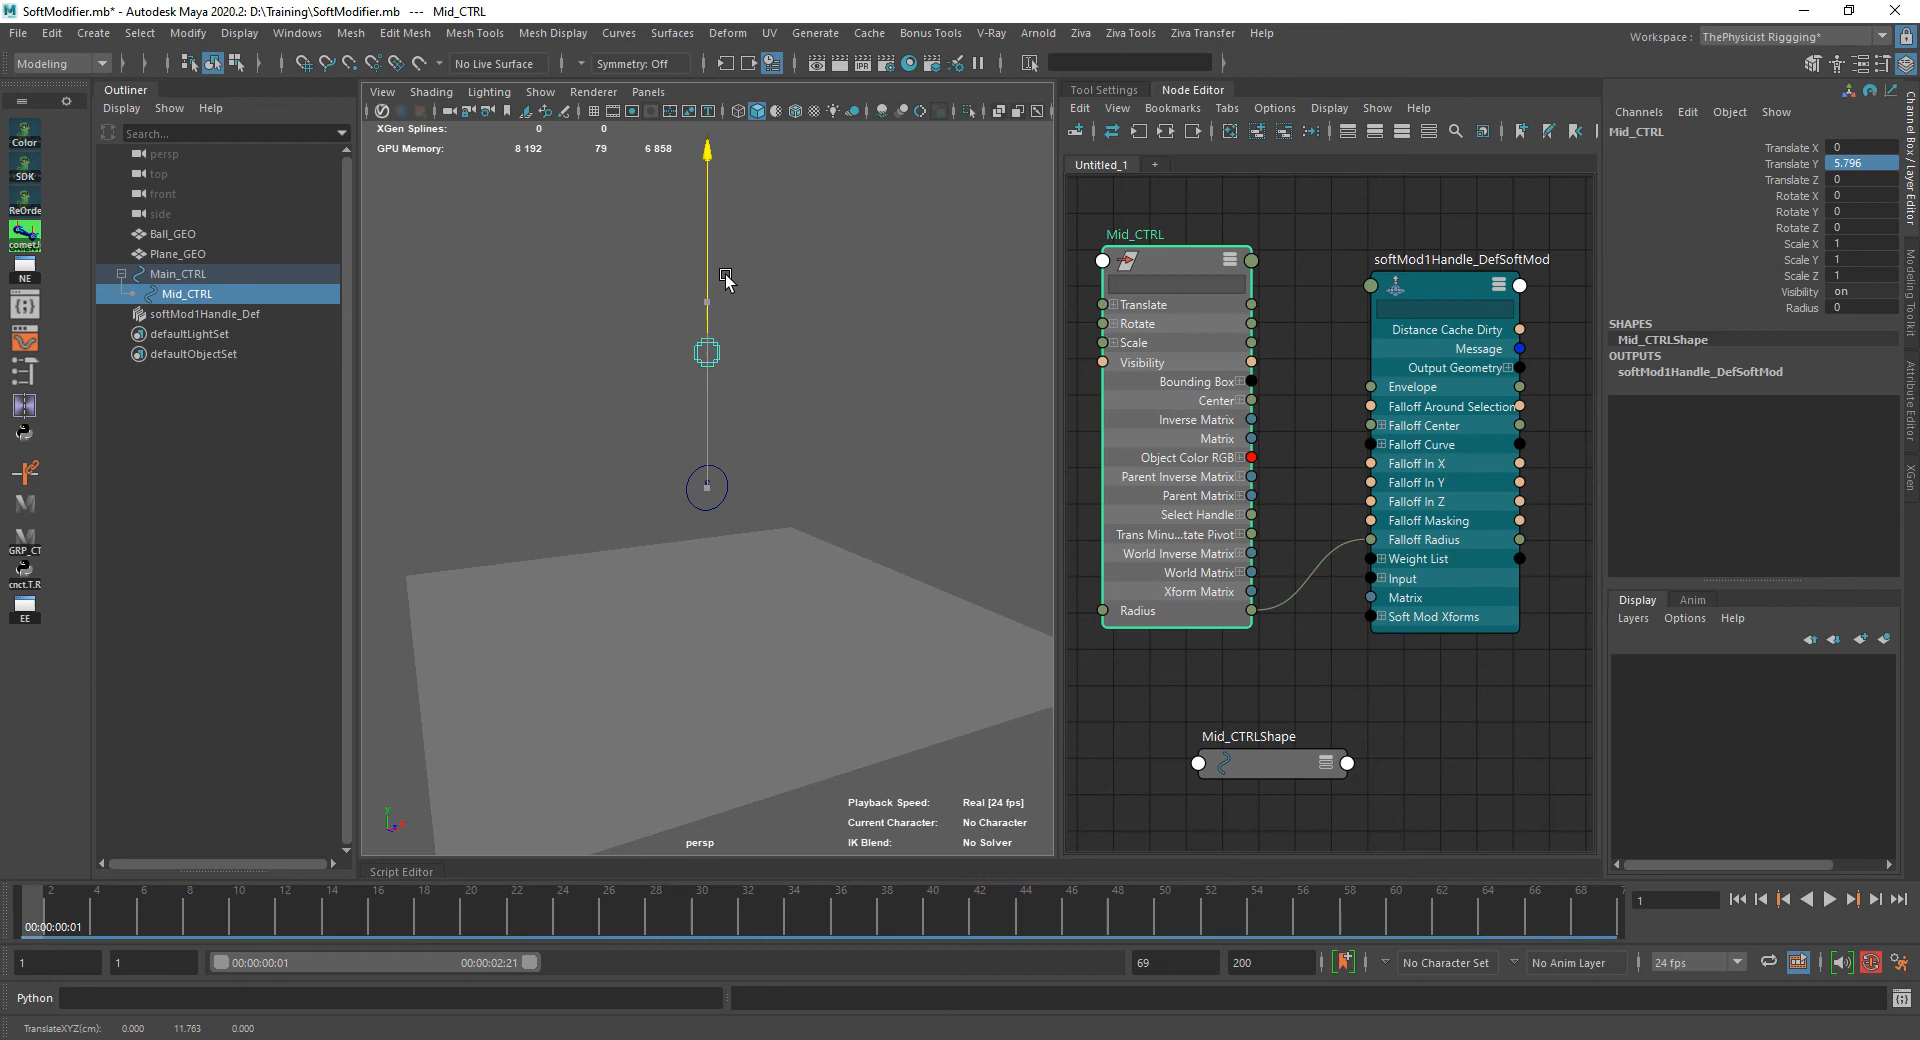 SoftModifier.mb* - Autodesk Maya 2020.2: D:\Training\SoftModifier.mb   ---   Mid_CTRL
File Edit Create Select Modify Display Windows Mesh Edit Mesh Mesh Tools Mesh Display Curves Surfaces Deform UV Generate Cache Bonus Tools V-Ray Arnold Ziva Ziva Tools Ziva Transfer Help
Workspace : ThePhysicist Riggging*
Modeling
No Live Surface
Symmetry: Off
Outliner
Display Show Help
Search...
persp
top
front
side
Ball_GEO
Plane_GEO
Main_CTRL
Mid_CTRL
softMod1Handle_Def
defaultLightSet
defaultObjectSet
Color
SDK
ReOrde
cometJ
NE
GRP_CT
cnct.T.R
EE
View Shading Lighting Show Renderer Panels
XGen Splines: 0 0
GPU Memory: 8 192 79 6 858
Playback Speed: Real [24 fps]
Current Character: No Character
IK Blend: No Solver
persp
Script Editor
Tool Settings Node Editor
Edit View Bookmarks Tabs Options Display Show Help
Untitled_1 +
Mid_CTRL
Translate
Rotate
Scale
Visibility
Bounding Box
Center
Inverse Matrix
Matrix
Object Color RGB
Parent Inverse Matrix
Parent Matrix
Select Handle
Trans Minu...tate Pivot
World Inverse Matrix
World Matrix
Xform Matrix
Radius
softMod1Handle_DefSoftMod
Distance Cache Dirty
Message
Output Geometry
Envelope
Falloff Around Selection
Falloff Center
Falloff Curve
Falloff In X
Falloff In Y
Falloff In Z
Falloff Masking
Falloff Radius
Weight List
Input
Matrix
Soft Mod Xforms
Mid_CTRLShape
Channels Edit Object Show
Mid_CTRL
Translate X 0
Translate Y 5.796
Translate Z 0
Rotate X 0
Rotate Y 0
Rotate Z 0
Scale X 1
Scale Y 1
Scale Z 1
Visibility on
Radius 0
SHAPES
Mid_CTRLShape
OUTPUTS
softMod1Handle_DefSoftMod
Display Anim
Layers Options Help
Channel Box / Layer Editor
Modeling Toolkit
Attribute Editor
XGen
2 4 6 8 10 12 14 16 18 20 22 24 26 28 30 32 34 36 38 40 42 44 46 48 50 52 54 56 58 60 62 64 66 68 7
00:00:00:01
1
1 1 00:00:00:01 00:00:02:21 69 200 No Character Set No Anim Layer 24 fps
Python
TranslateXYZ(cm): 0.000 11.763 0.000